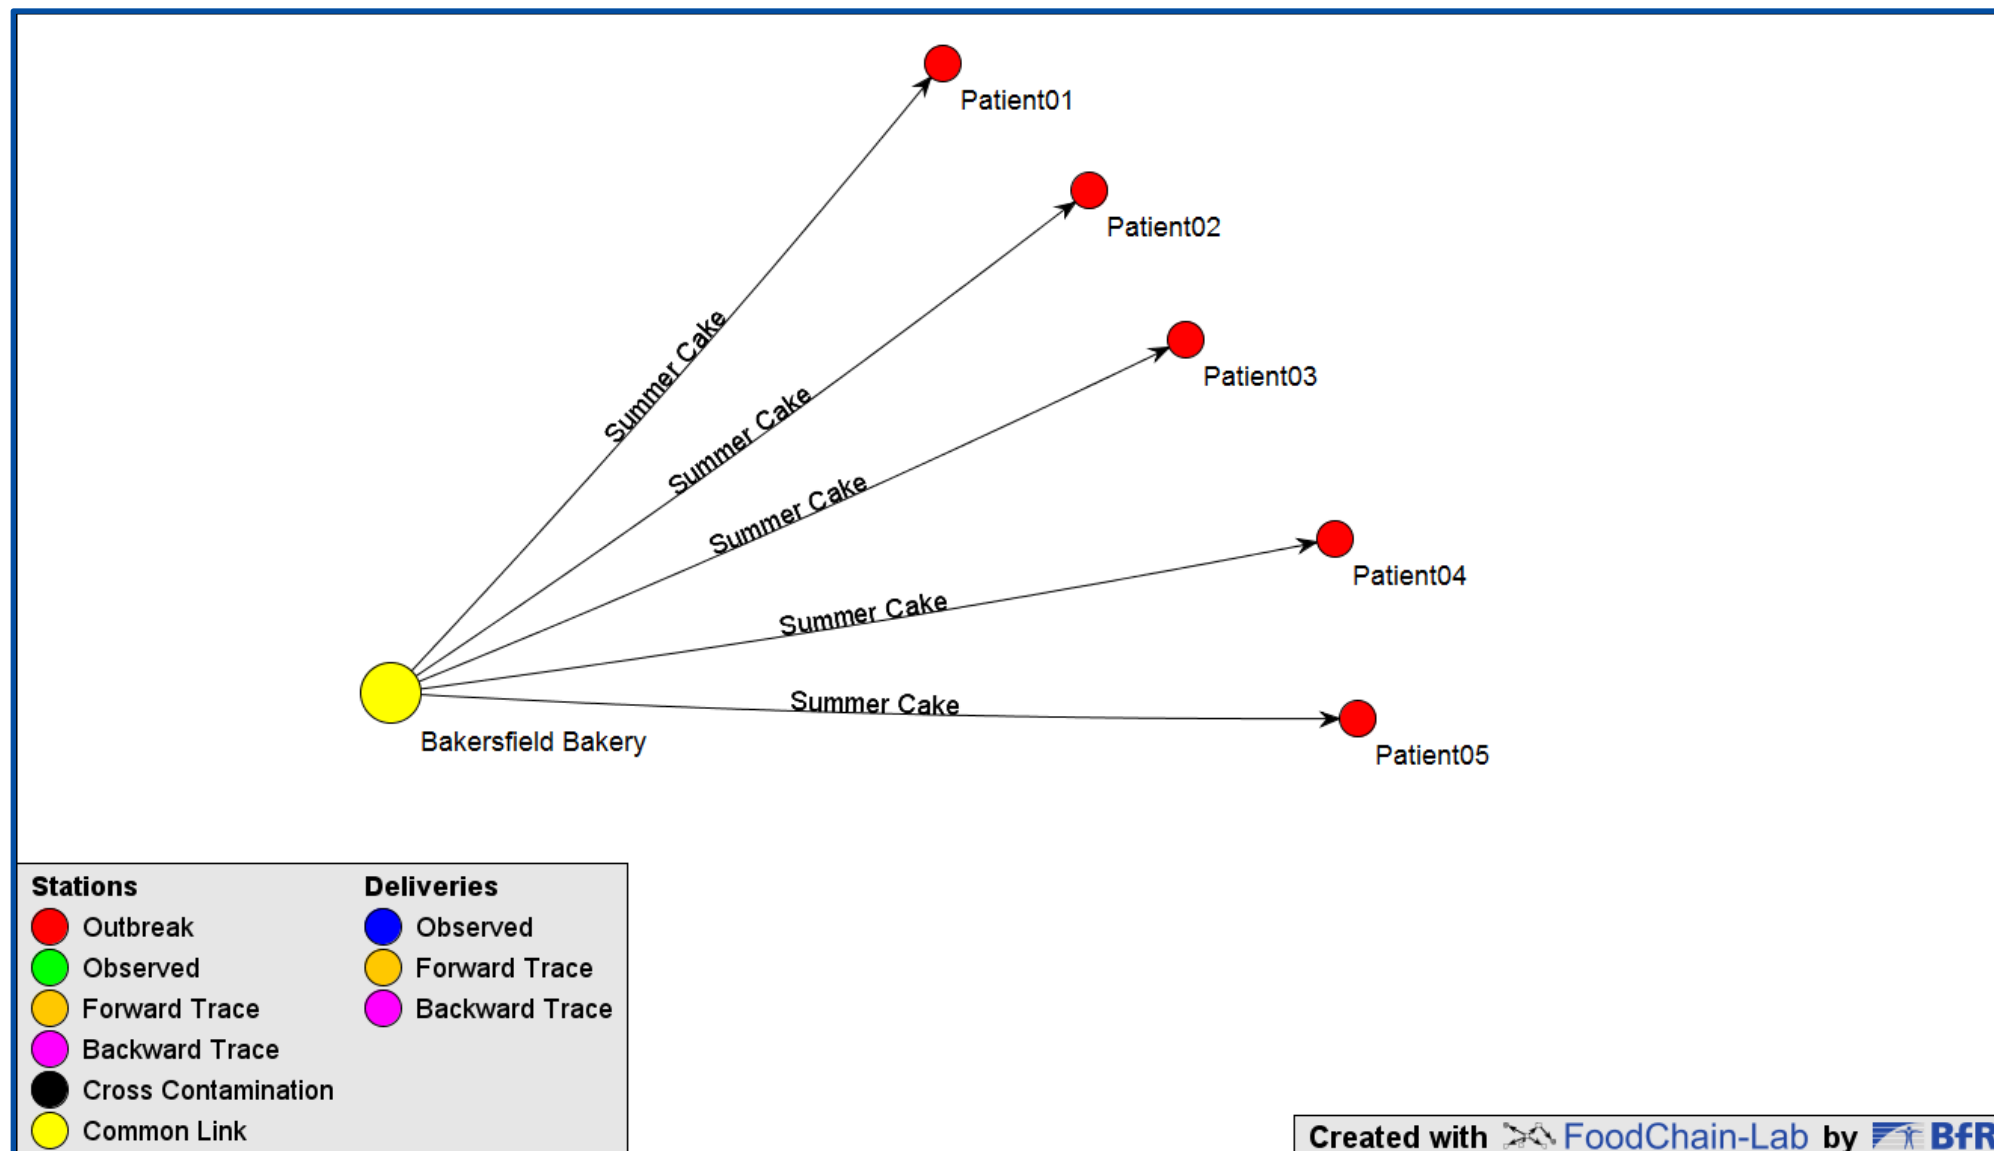 Patient01
Patient02
Summer Cake
Patient03
Summer Cake
Summer Cake
Patient04
Summer Cake
Summer Cake
Bakersfield Bakery
Patient05
Stations
Outbreak
Observed
Forward Trace
Backward Trace
Cross Contamination
Common Link
Deliveries
Observed
Forward Trace
Backward Trace
Created with FoodChain-Lab by BfR